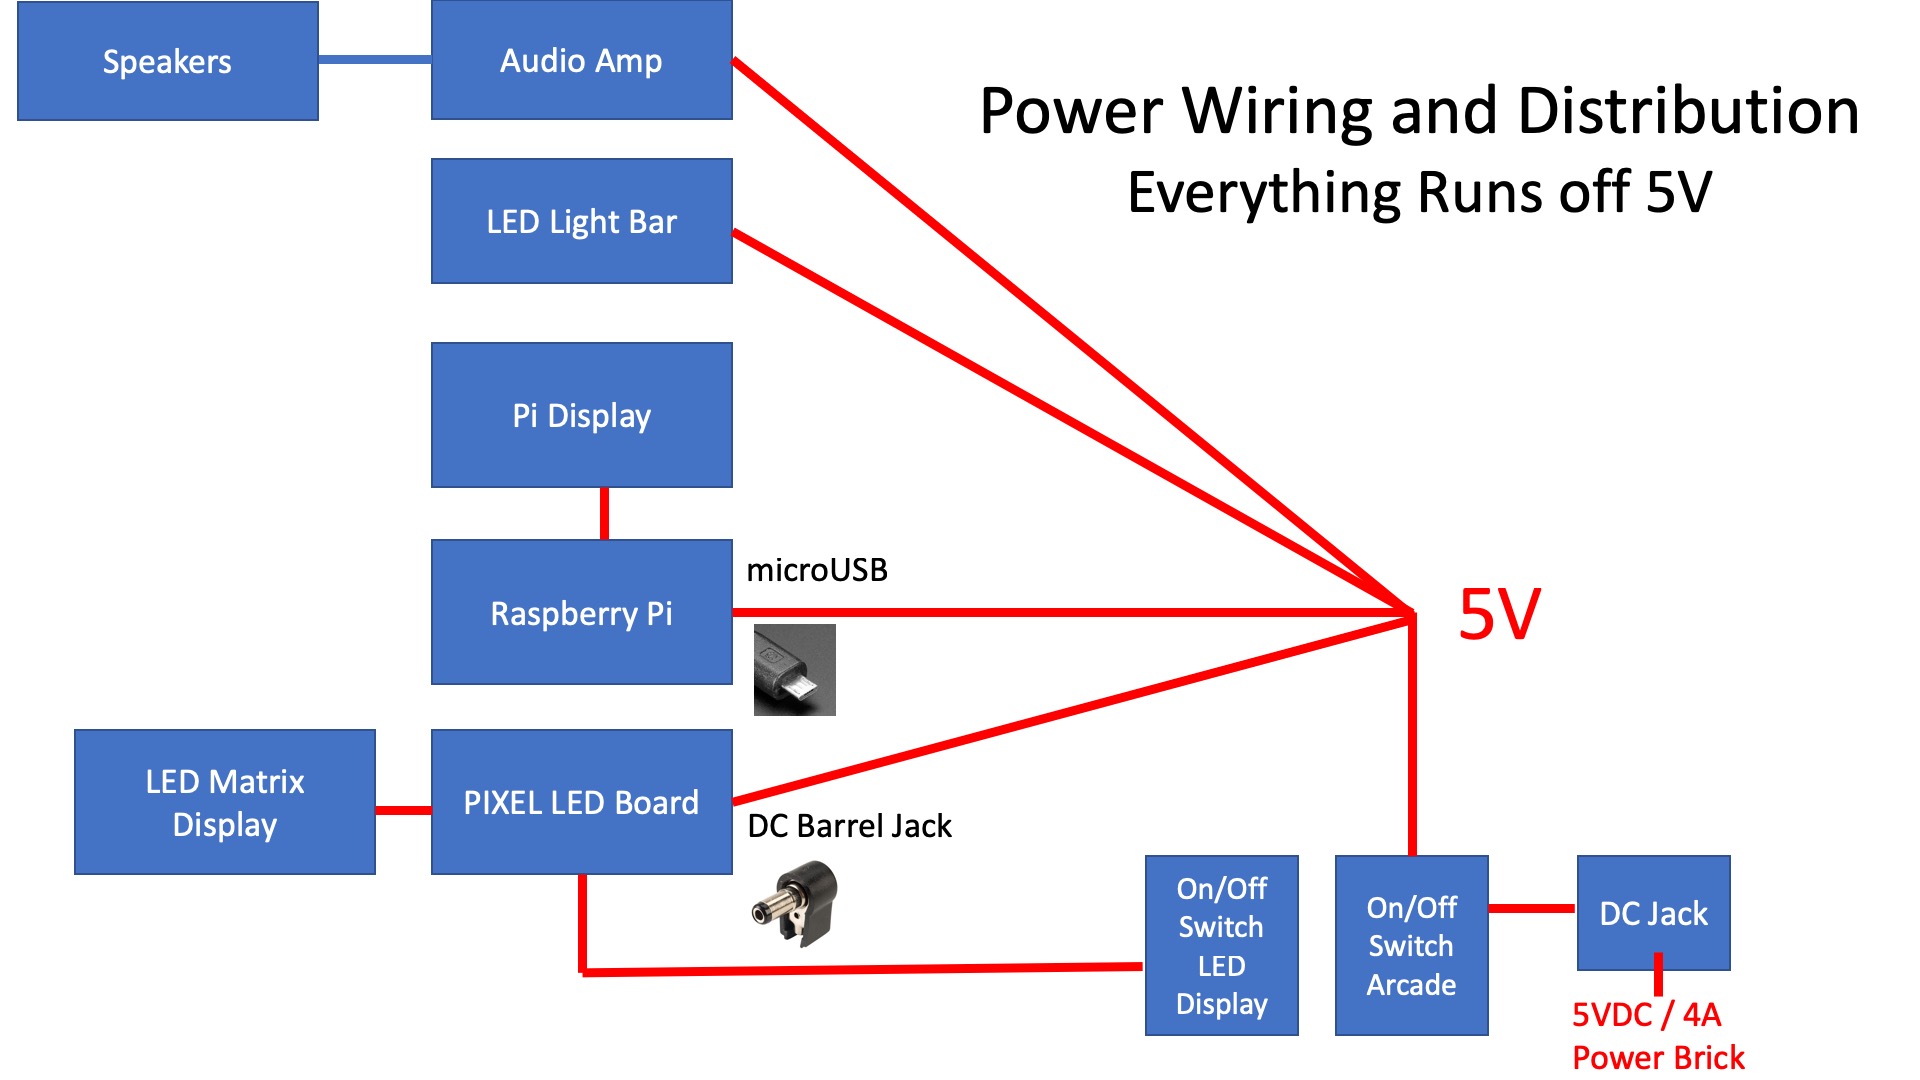 Speakers
Audio Amp
Power Wiring and Distribution
Everything Runs off 5V
LED Light Bar
Pi Display
microUSB
Raspberry Pi
5V
LED Matrix
Display
PIXEL LED Board
DC Barrel Jack
On/Off
Switch
LED
Display
On/Off
Switch
Arcade
DC Jack
5VDC / 4A
Power Brick